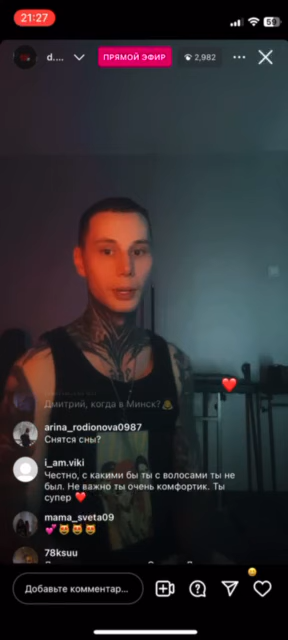 21:27
d....
ПРЯМОЙ ЭФИР
2,982
Дмитрий, когда в Минск?
arina_rodionova0987
Снятся сны?
i_am.viki
Честно, с какими бы ты с волосами ты не
был. Не важно ты очень комфортик. Ты
супер
mama_sveta09
78ksuu
Добавьте комментар...